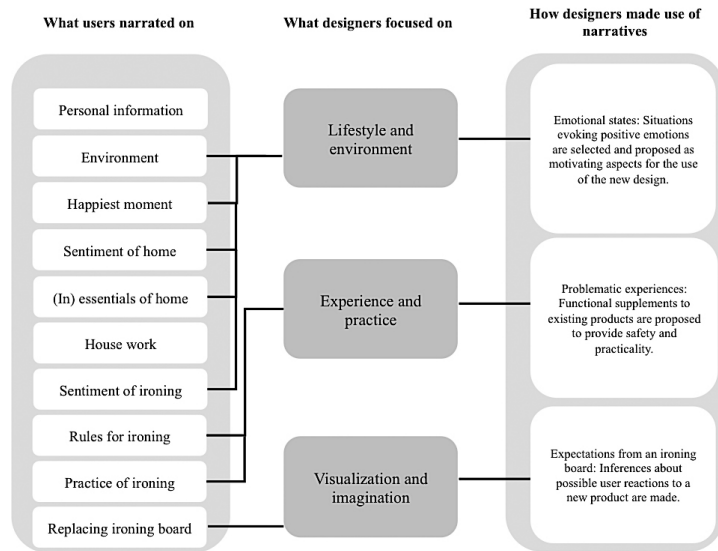 What users narrated on
What designers focused on
How designers made use of
narratives
Personal information
Environment
Happiest moment
Sentiment of home
(In) essentials of home
House work
Sentiment of ironing
Rules for ironing
Practice of ironing
Replacing ironing board
Lifestyle and
environment
Experience and
practice
Visualization and
imagination
Emotional states: Situations
evoking positive emotions
are selected and proposed as
motivating aspects for the use
of the new design.
Problematic experiences:
Functional supplements to
existing products are proposed
to provide safety and
practicality.
Expectations from an ironing
board: Inferences about
possible user reactions to a
new product are made.